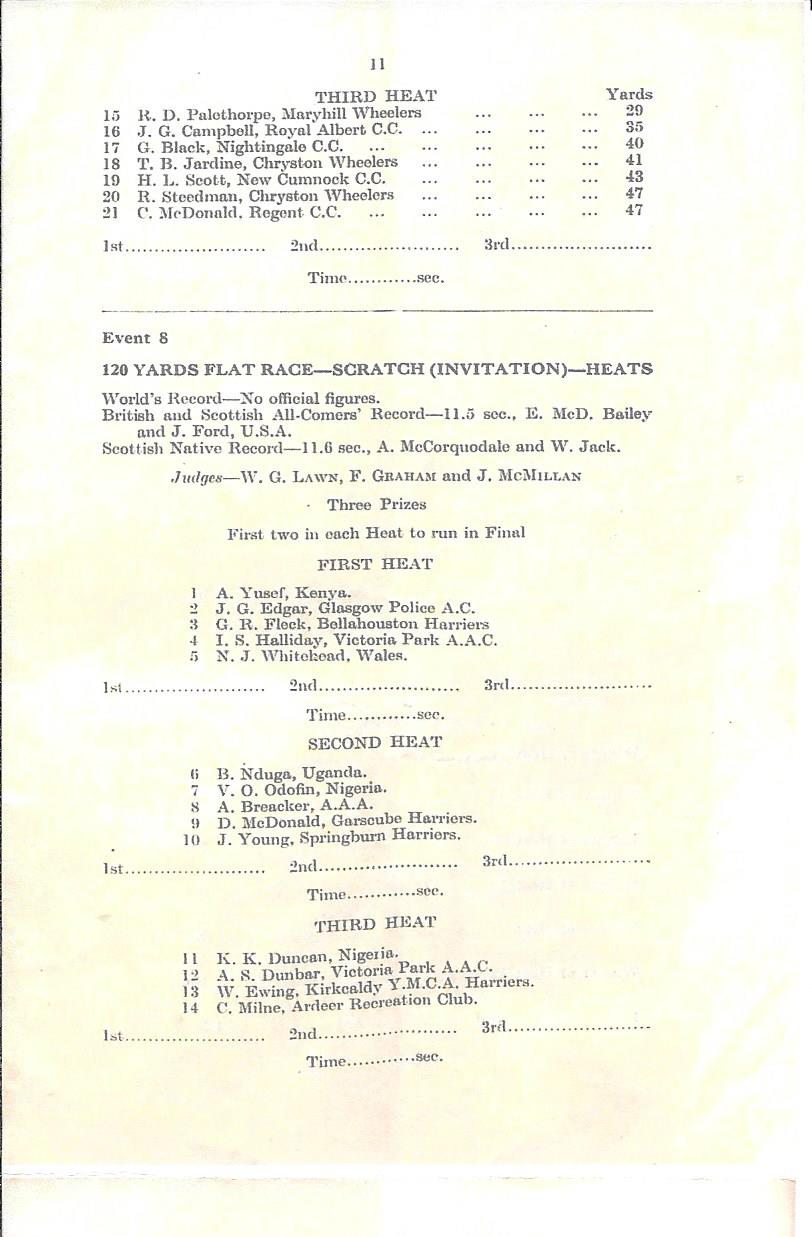 11
THIRD HEAT Yards
15 R. D. Palethorpe, Maryhill Wheelers ... ... ... 29
16 J. G. Campbell, Royal Albert C.C. ... ... ... ... 35
17 G. Black, Nightingale C.C. ... ... ... ... ... 40
18 T. B. Jardine, Chryston Wheelers ... ... ... ... 41
19 H. L. Scott, New Cumnock C.C. ... ... ... ... 43
20 R. Steedman, Chryston Wheelers ... ... ... ... 47
21 C. McDonald, Regent C.C. ... ... ... ... ... 47
1st........................ 2nd........................ 3rd........................
Time............sec.
Event 8
120 YARDS FLAT RACE—SCRATCH (INVITATION)—HEATS
World's Record—No official figures.
British and Scottish All-Comers' Record—11.5 sec., E. McD. Bailey
and J. Ford, U.S.A.
Scottish Native Record—11.6 sec., A. McCorquodale and W. Jack.
Judges—W. G. LAWN, F. GRAHAM and J. MCMILLAN
Three Prizes
First two in each Heat to run in Final
FIRST HEAT
1 A. Yusef, Kenya.
2 J. G. Edgar, Glasgow Police A.C.
3 G. R. Fleck, Bellahouston Harriers
4 I. S. Halliday, Victoria Park A.A.C.
5 N. J. Whitehead, Wales.
1st........................ 2nd........................ 3rd........................
Time............sec.
SECOND HEAT
6 B. Nduga, Uganda.
7 V. O. Odofin, Nigeria.
8 A. Breacker, A.A.A.
9 D. McDonald, Garscube Harriers.
10 J. Young, Springburn Harriers.
1st........................ 2nd........................ 3rd........................
Time............sec.
THIRD HEAT
11 K. K. Duncan, Nigeria.
12 A. S. Dunbar, Victoria Park A.A.C.
13 W. Ewing, Kirkcaldy Y.M.C.A. Harriers.
14 C. Milne, Ardeer Recreation Club.
1st........................ 2nd........................ 3rd........................
Time............sec.